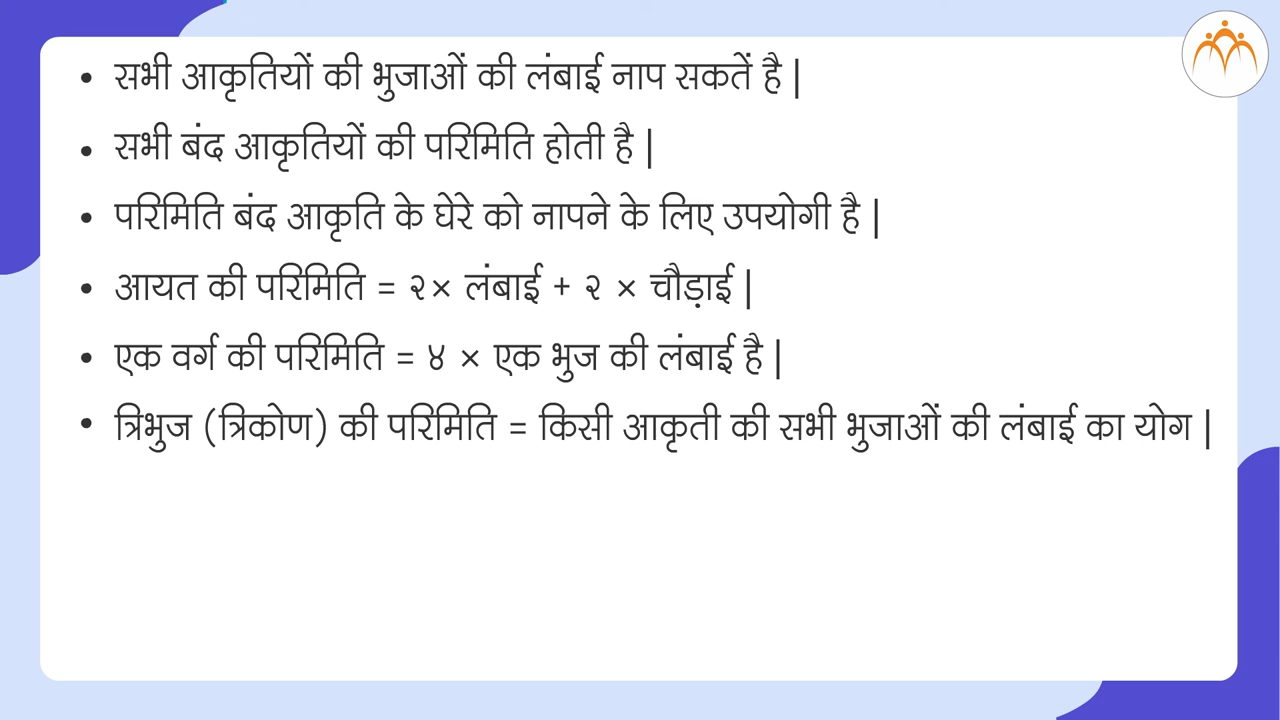 • सभी आकृतियों की भुजाओं की लंबाई नाप सकतें है |
• सभी बंद आकृतियों की परिमिति होती है |
• परिमिति बंद आकृति के घेरे को नापने के लिए उपयोगी है |
• आयत की परिमिति = २× लंबाई + २ × चौड़ाई |
• एक वर्ग की परिमिति = ४ × एक भुज की लंबाई है |
• त्रिभुज (त्रिकोण) की परिमिति = किसी आकृती की सभी भुजाओं की लंबाई का योग |